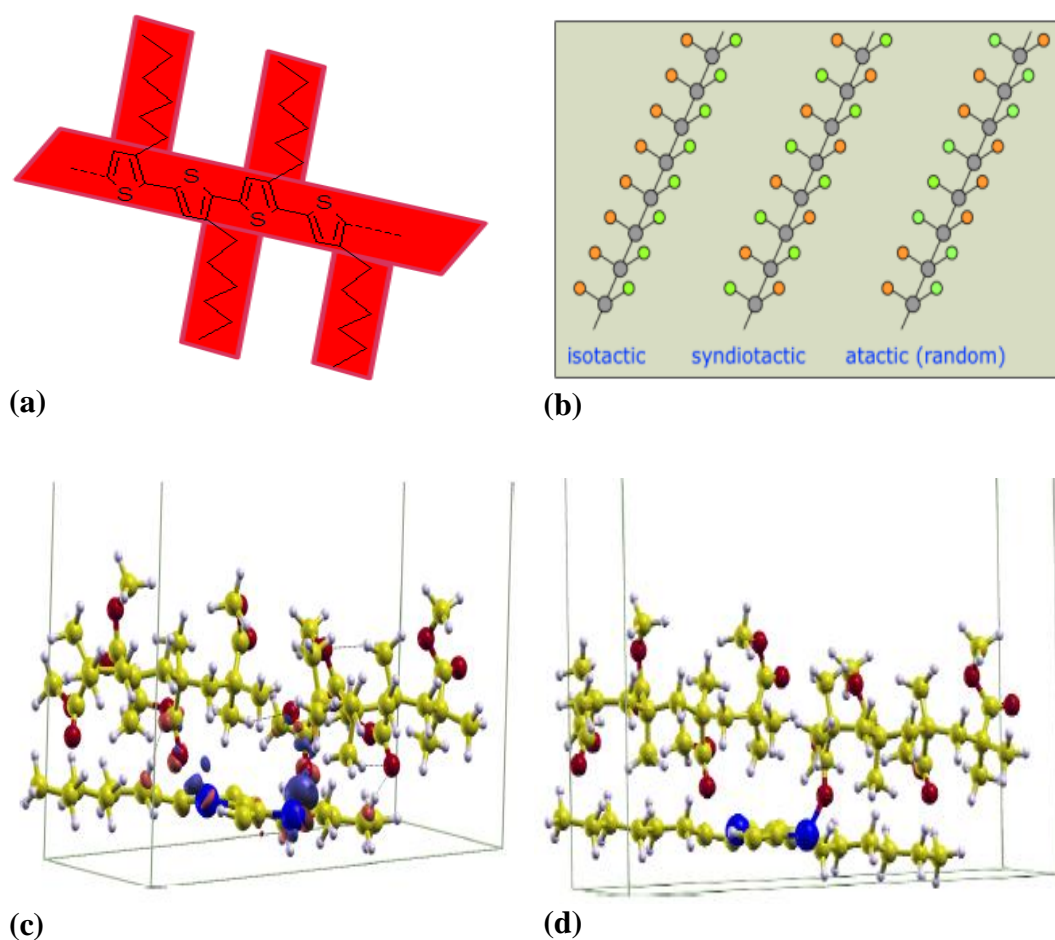 S
S
S
S
(a)
isotactic syndiotactic atactic (random)
(b)
(c)
(d)